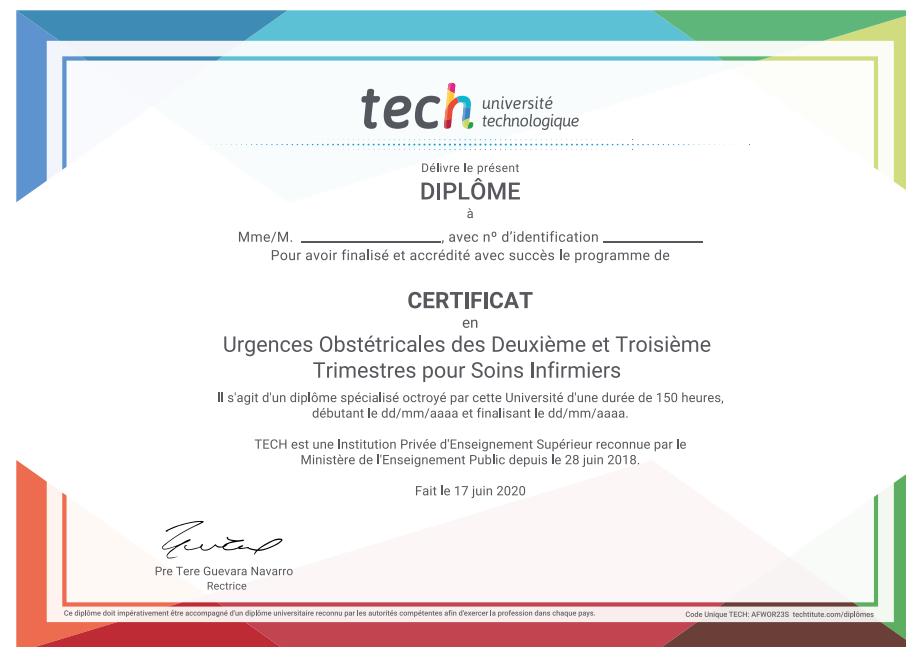 tech université
technologique
Délivre le présent
DIPLÔME
à
Mme/M. ____________________, avec nº d'identification ______________
Pour avoir finalisé et accrédité avec succès le programme de
CERTIFICAT
en
Urgences Obstétricales des Deuxième et Troisième
Trimestres pour Soins Infirmiers
Il s'agit d'un diplôme spécialisé octroyé par cette Université d'une durée de 150 heures,
débutant le dd/mm/aaaa et finalisant le dd/mm/aaaa.
TECH est une Institution Privée d'Enseignement Supérieur reconnue par le
Ministère de l'Enseignement Public depuis le 28 juin 2018.
Fait le 17 juin 2020
Pre Tere Guevara Navarro
Rectrice
Ce diplôme doit impérativement être accompagné d'un diplôme universitaire reconnu par les autorités compétentes afin d'exercer la profession dans chaque pays.
Code Unique TECH: AFWOR23S techtitute.com/diplômes